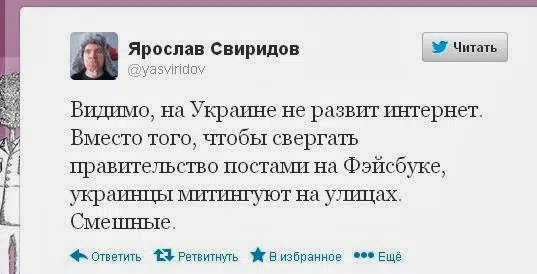 Ярослав Свиридов
Читать
@yasviridov
Видимо, на Украине не развит интернет.
Вместо того, чтобы свергать
правительство постами на Фэйсбуке,
украинцы митингуют на улицах.
Смешные.
Ответить Ретвитнуть В избранное Ещё